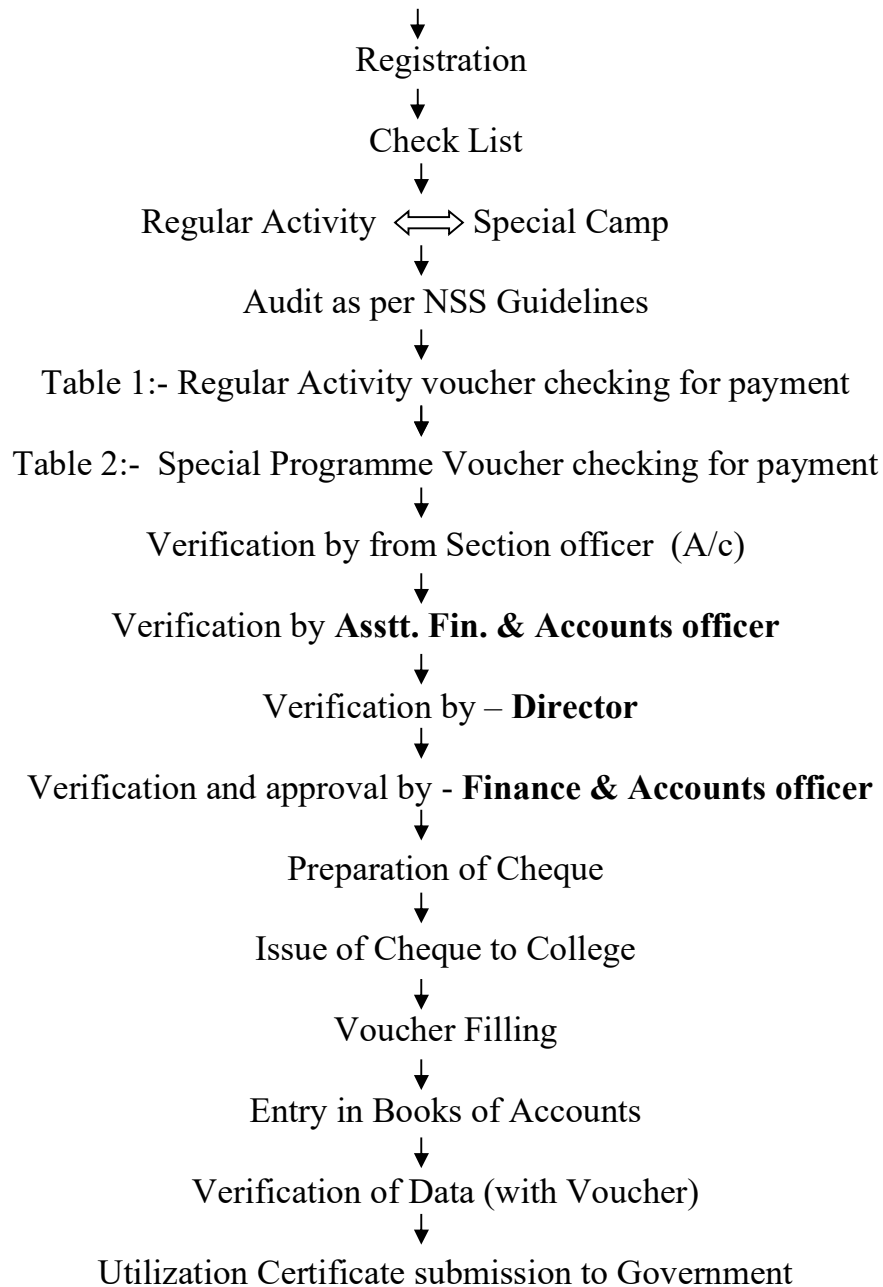 Registration
Check List
Regular Activity Special Camp
Audit as per NSS Guidelines
Table 1:- Regular Activity voucher checking for payment
Table 2:- Special Programme Voucher checking for payment
Verification by from Section officer (A/c)
Verification by Asstt. Fin. & Accounts officer
Verification by – Director
Verification and approval by - Finance & Accounts officer
Preparation of Cheque
Issue of Cheque to College
Voucher Filling
Entry in Books of Accounts
Verification of Data (with Voucher)
Utilization Certificate submission to Government